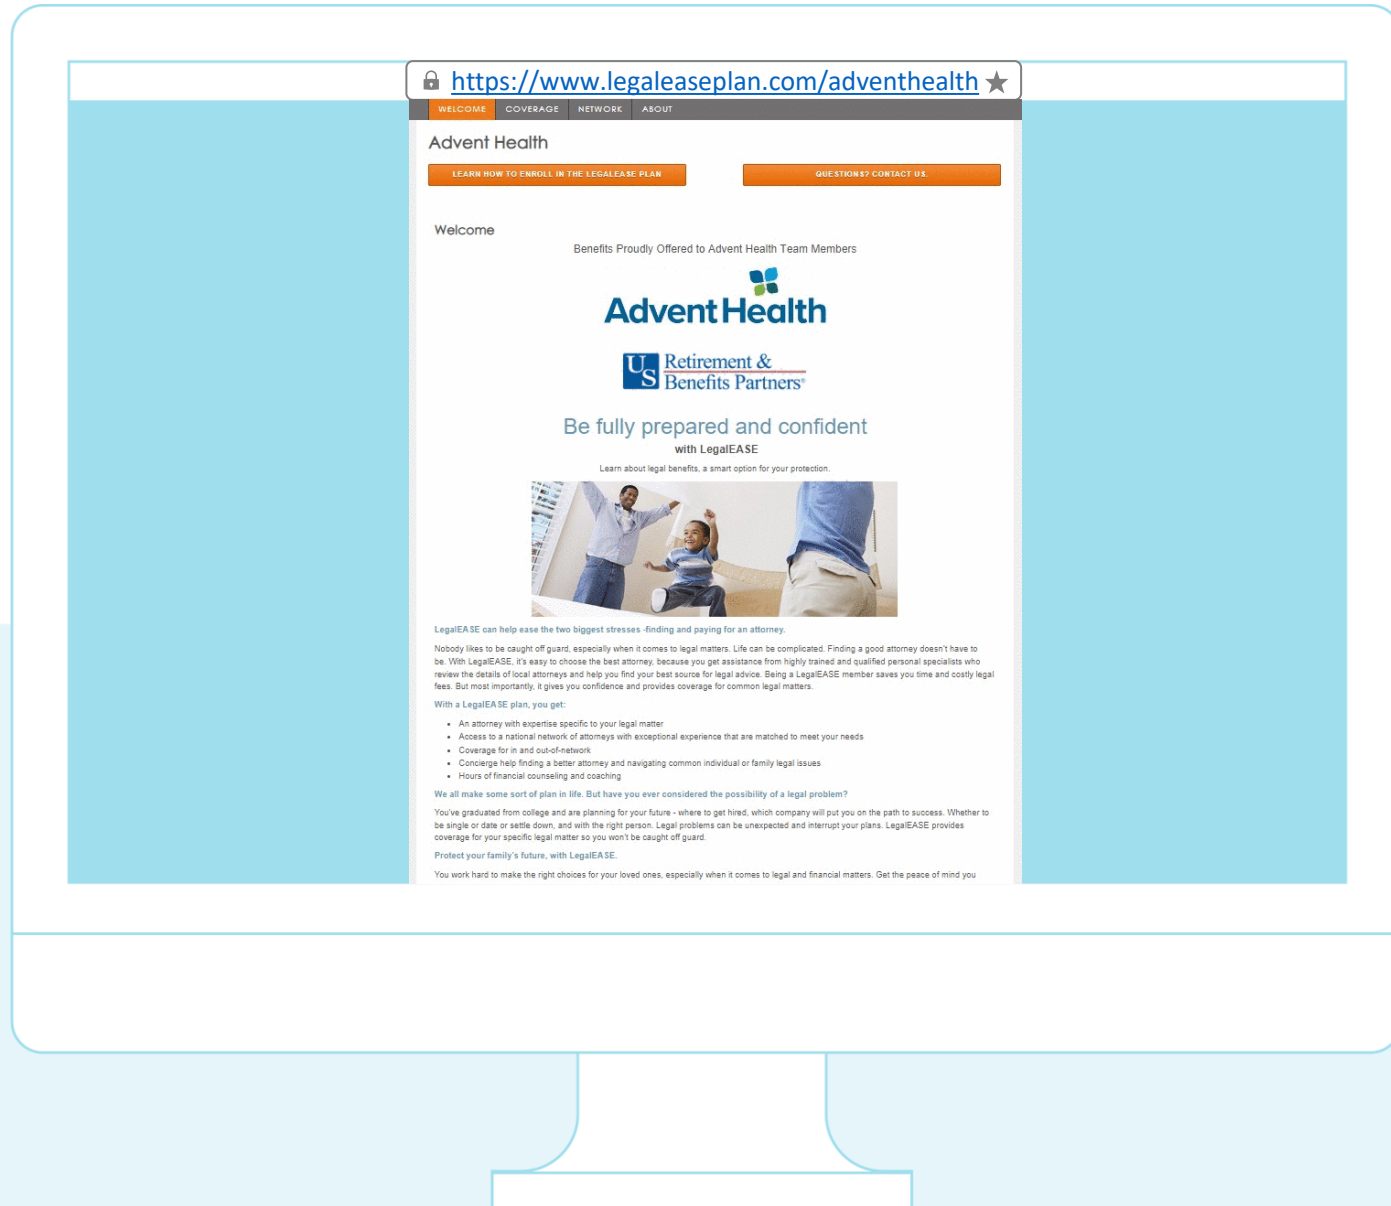 https://www.legaleaseplan.com/adventhealth
WELCOME COVERAGE NETWORK ABOUT
Advent Health
LEARN HOW TO ENROLL IN THE LEGALEASE PLAN
QUESTIONS? CONTACT US.
Welcome
Benefits Proudly Offered to Advent Health Team Members
Advent Health
US Retirement &
Benefits Partners®
Be fully prepared and confident
with LegalEASE
Learn about legal benefits, a smart option for your protection.
LegalEASE can help ease the two biggest stresses -finding and paying for an attorney.
Nobody likes to be caught off guard, especially when it comes to legal matters. Life can be complicated. Finding a good attorney doesn't have to
be. With LegalEASE, it's easy to choose the best attorney, because you get assistance from highly trained and qualified personal specialists who
review the details of local attorneys and help you find your best source for legal advice. Being a LegalEASE member saves you time and costly legal
fees. But most importantly, it gives you confidence and provides coverage for common legal matters.
With a LegalEASE plan, you get:
• An attorney with expertise specific to your legal matter
• Access to a national network of attorneys with exceptional experience that are matched to meet your needs
• Coverage for in and out-of-network
• Concierge help finding a better attorney and navigating common individual or family legal issues
• Hours of financial counseling and coaching
We all make some sort of plan in life. But have you ever considered the possibility of a legal problem?
You've graduated from college and are planning for your future - where to get hired, which company will put you on the path to success. Whether to
be single or date or settle down, and with the right person. Legal problems can be unexpected and interrupt your plans. LegalEASE provides
coverage for your specific legal matter so you won't be caught off guard.
Protect your family's future, with LegalEASE.
You work hard to make the right choices for your loved ones, especially when it comes to legal and financial matters. Get the peace of mind you